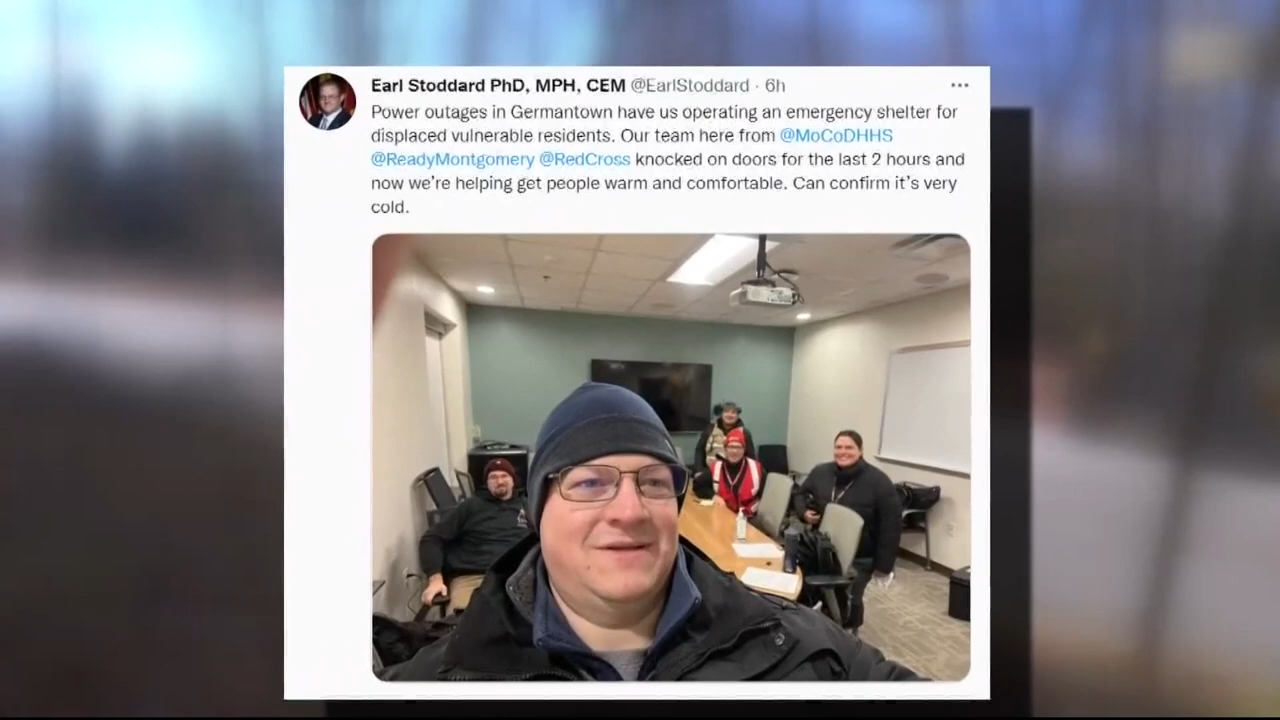 Earl Stoddard PhD, MPH, CEM @EarlStoddard · 6h
Power outages in Germantown have us operating an emergency shelter for
displaced vulnerable residents. Our team here from @MoCoDHHS
@ReadyMontgomery @RedCross knocked on doors for the last 2 hours and
now we’re helping get people warm and comfortable. Can confirm it’s very
cold.